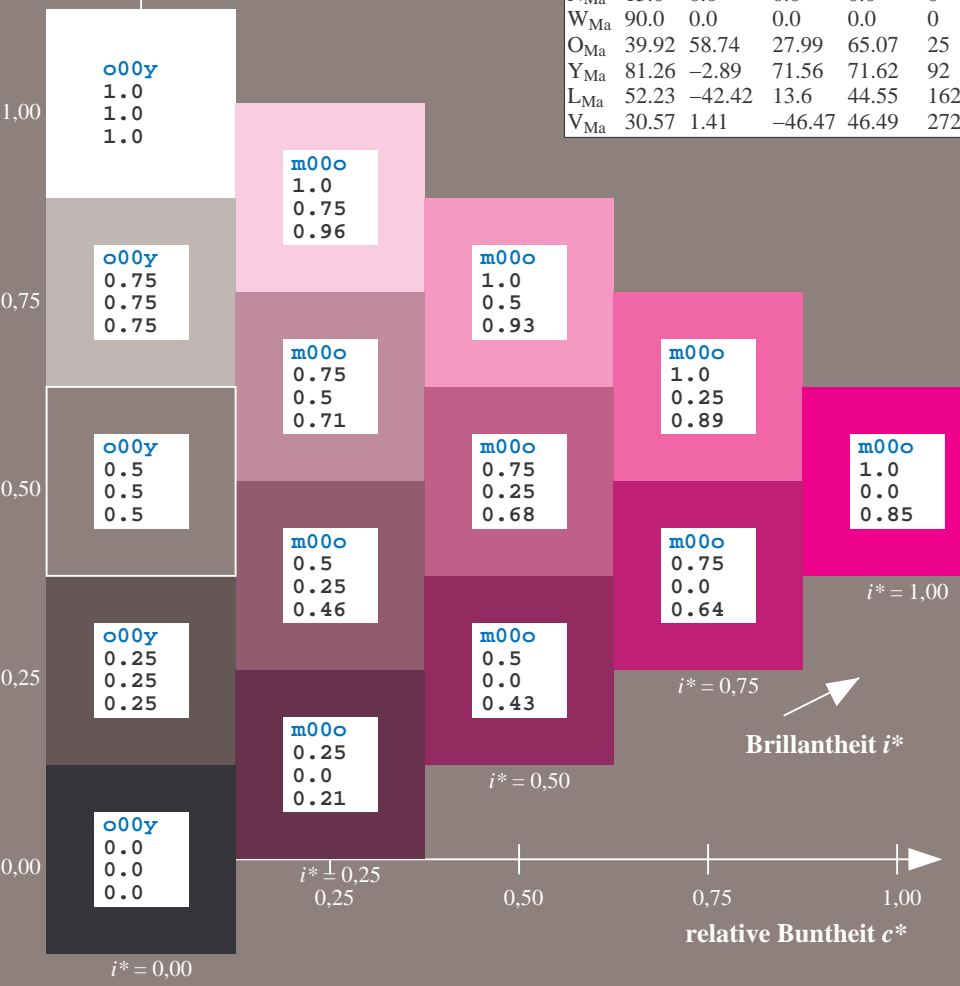 W_Ma 90.0 0.0 0.0 0.0 0
O_Ma 39.92 58.74 27.99 65.07 25
Y_Ma 81.26 –2.89 71.56 71.62 92
L_Ma 52.23 –42.42 13.6 44.55 162
V_Ma 30.57 1.41 –46.47 46.49 272
o00y
1.0
1.0
1.0
1,00
m00o
1.0
0.75
0.96
o00y
0.75
0.75
0.75
0,75
m00o
1.0
0.5
0.93
m00o
0.75
0.5
0.71
m00o
1.0
0.25
0.89
o00y
0.5
0.5
0.5
0,50
m00o
0.75
0.25
0.68
m00o
1.0
0.0
0.85
i* = 1,00
m00o
0.5
0.25
0.46
m00o
0.75
0.0
0.64
i* = 0,75
o00y
0.25
0.25
0.25
0,25
m00o
0.5
0.0
0.43
i* = 0,50
Brillantheit i*
m00o
0.25
0.0
0.21
i* = 0,25
o00y
0.0
0.0
0.0
0,00
0,25 0,50 0,75 1,00
relative Buntheit c*
i* = 0,00